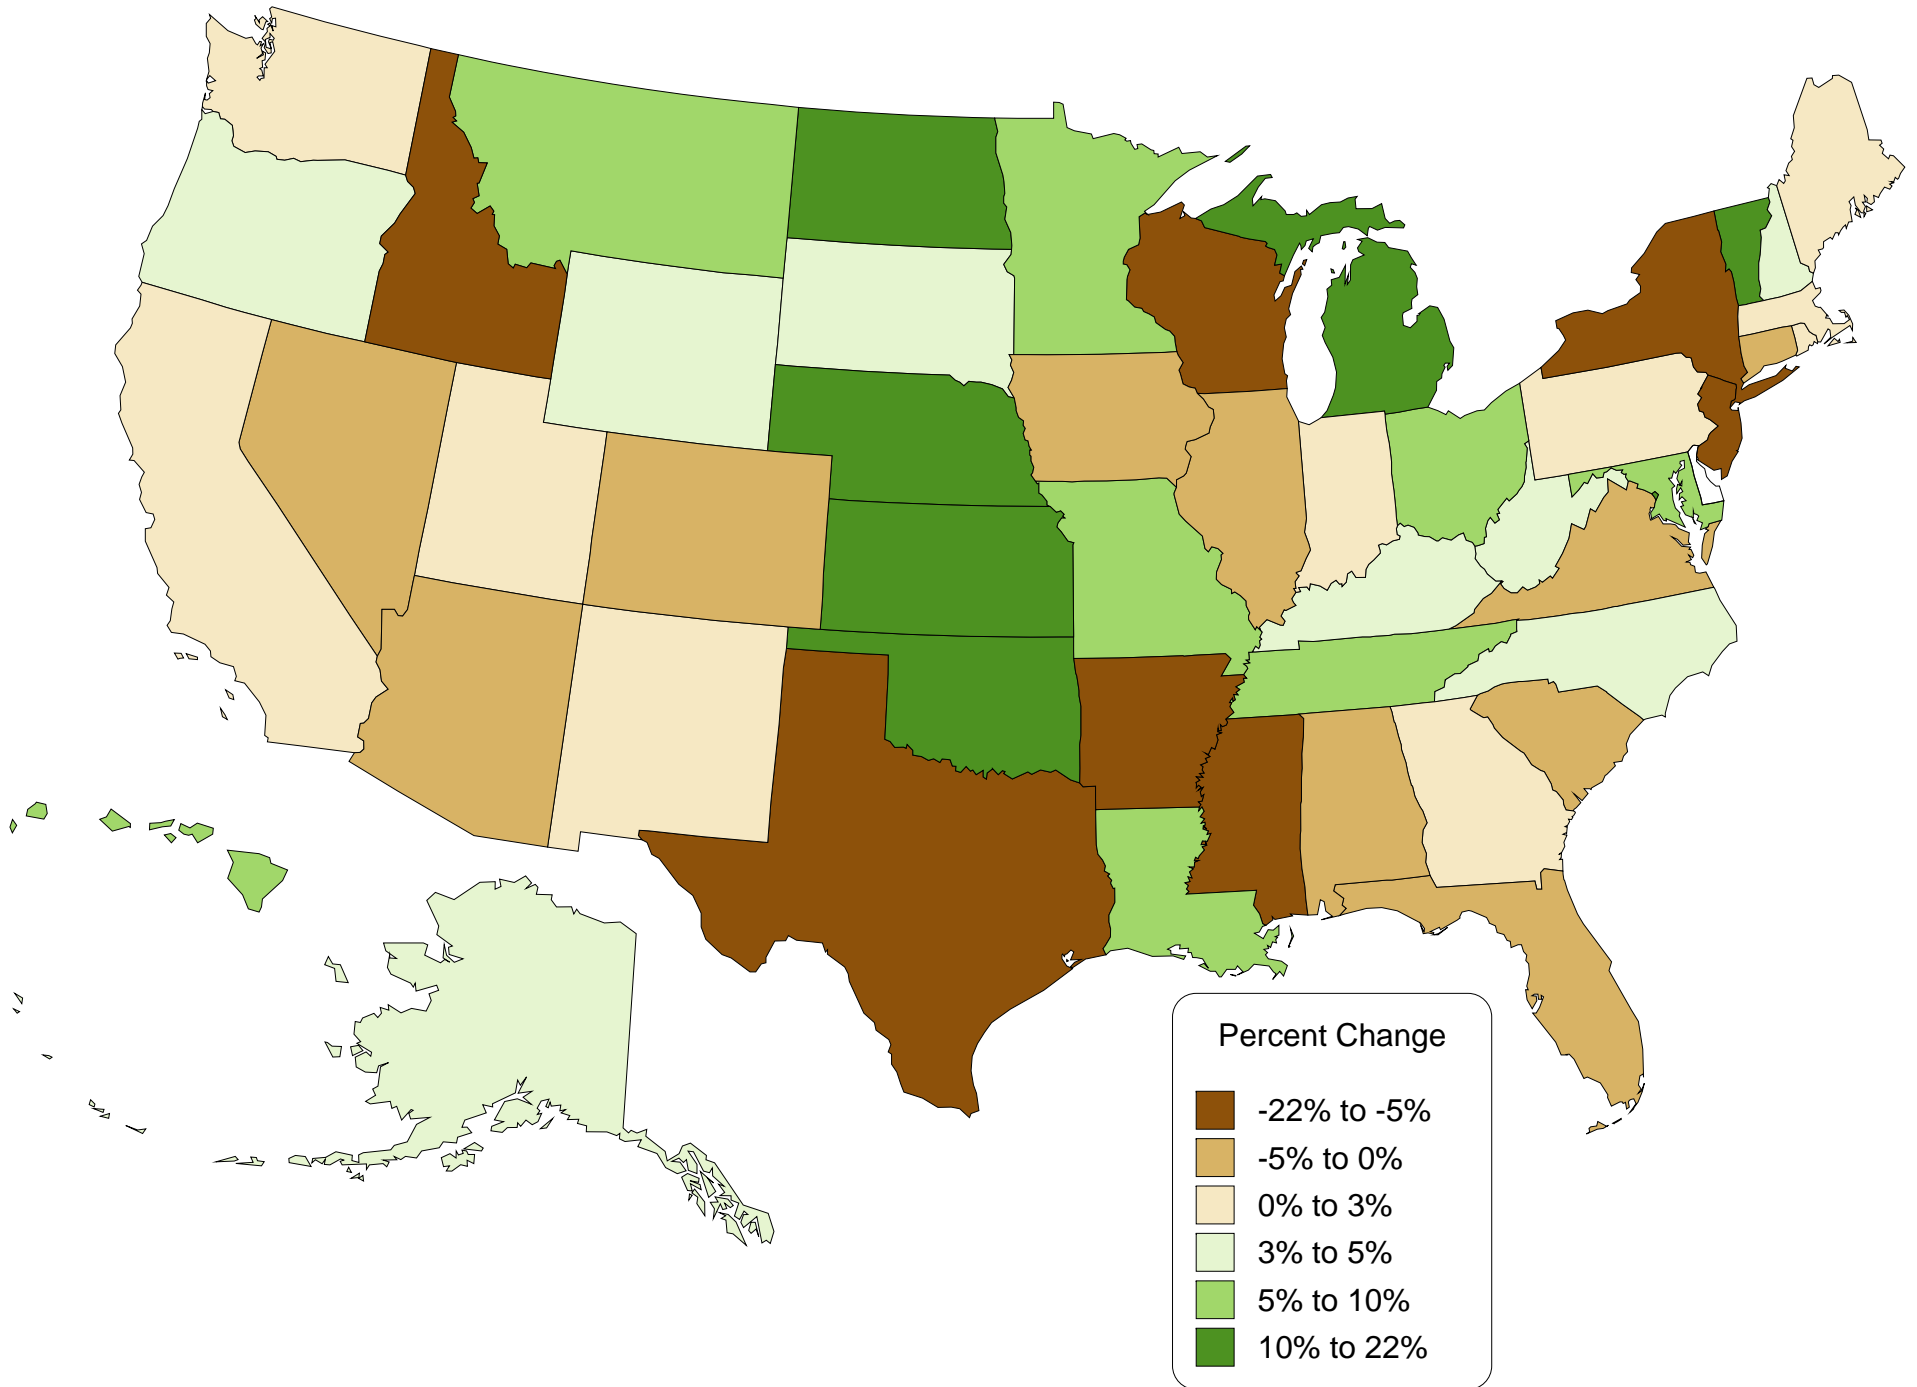 Percent Change
-22% to -5%
-5% to 0%
0% to 3%
3% to 5%
5% to 10%
10% to 22%